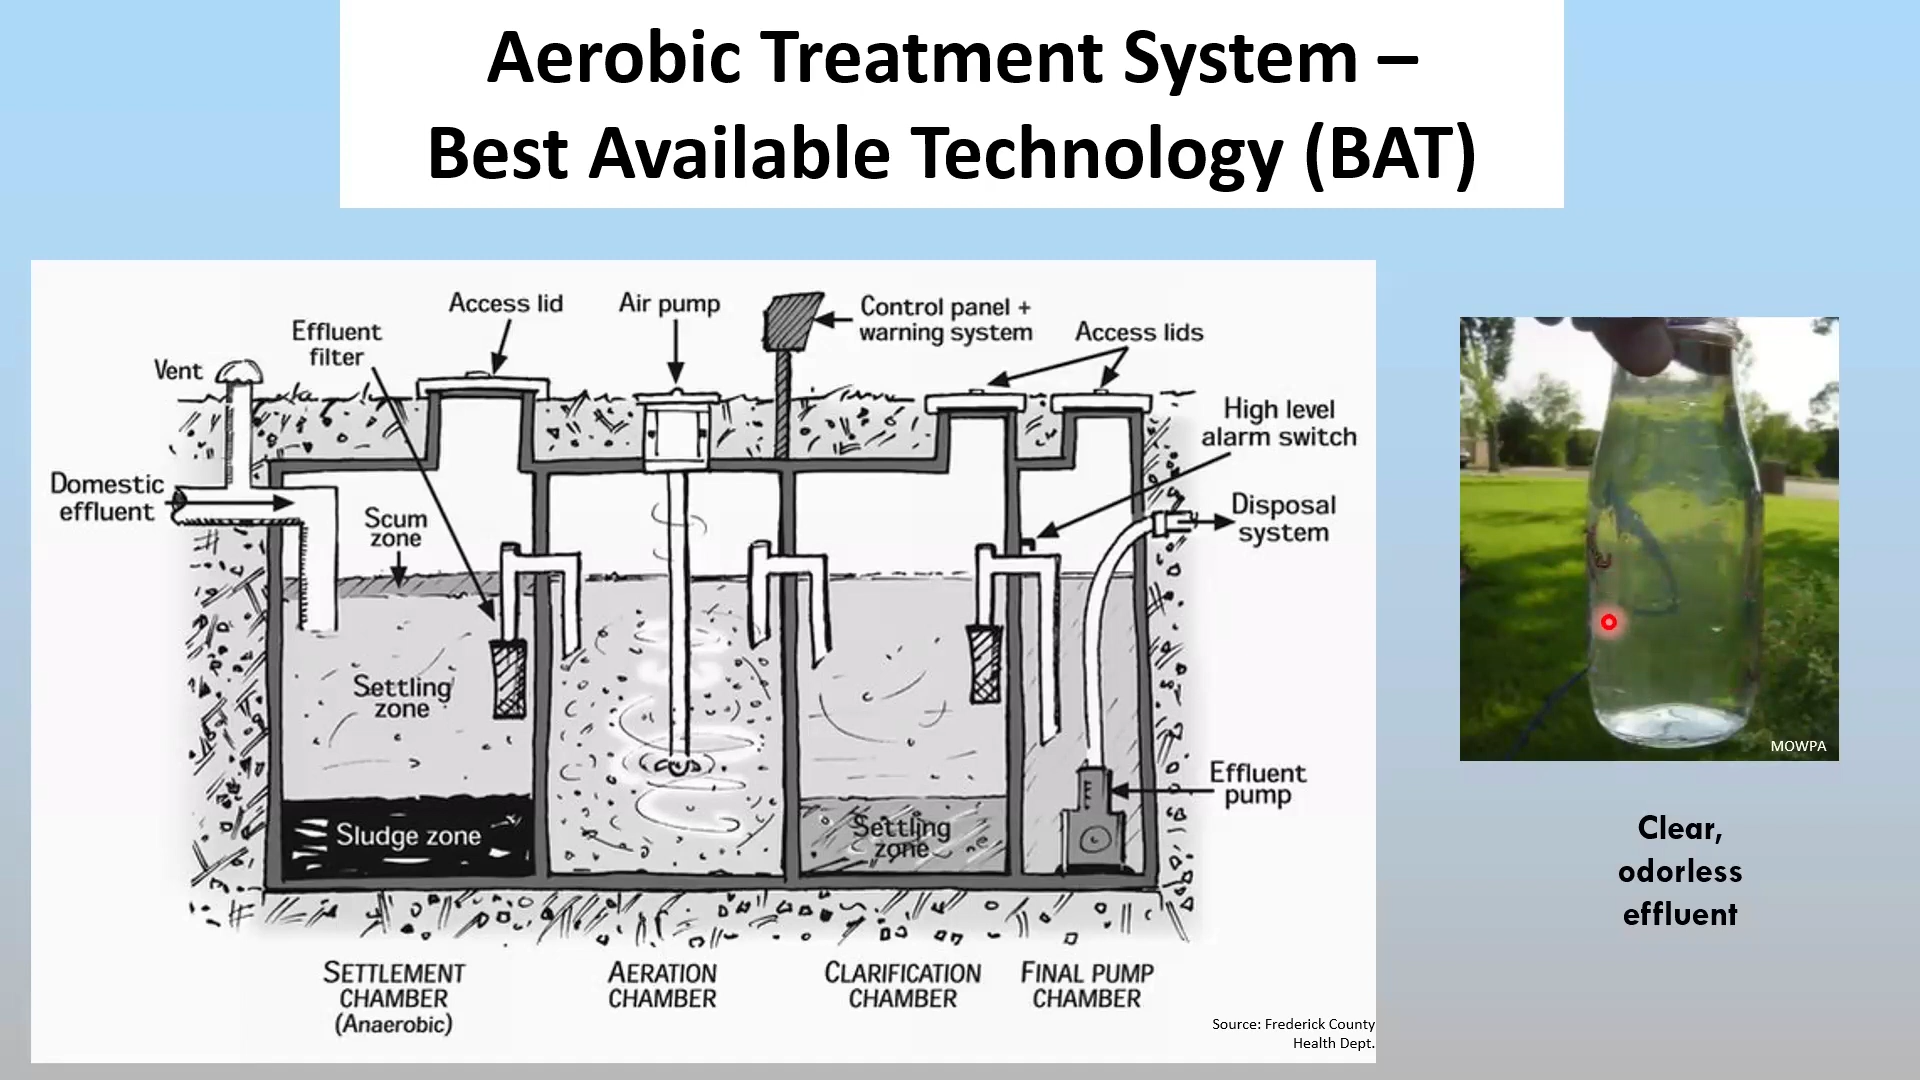 Aerobic Treatment System –
Best Available Technology (BAT)
Access lid
Air pump
Control panel +
warning system
Effluent
filter
Access lids
Vent
High level
alarm switch
Domestic
effluent
Scum
zone
Disposal
system
Settling
zone
Effluent
pump
Sludge zone
Settling
zone
SETTLEMENT
CHAMBER
(Anaerobic)
AERATION
CHAMBER
CLARIFICATION
CHAMBER
FINAL PUMP
CHAMBER
Source: Frederick County
Health Dept.
MOWPA
Clear,
odorless
effluent